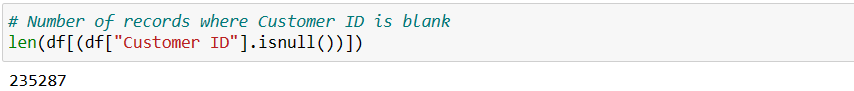 # Number of records where Customer ID is blank
len(df[(df["Customer ID"].isnull())])
235287